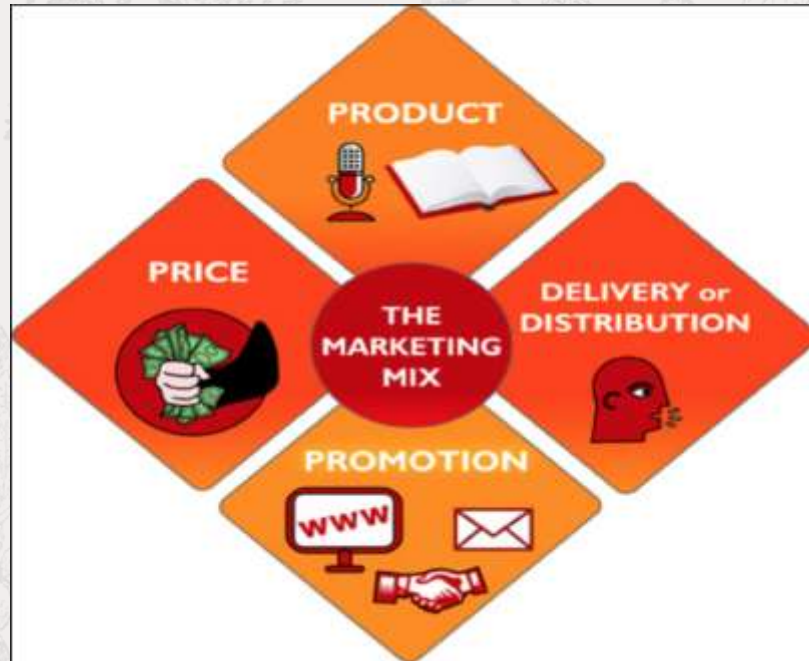 PRODUCT
PRICE
DELIVERY or
DISTRIBUTION
THE
MARKETING
MIX
PROMOTION
WWW